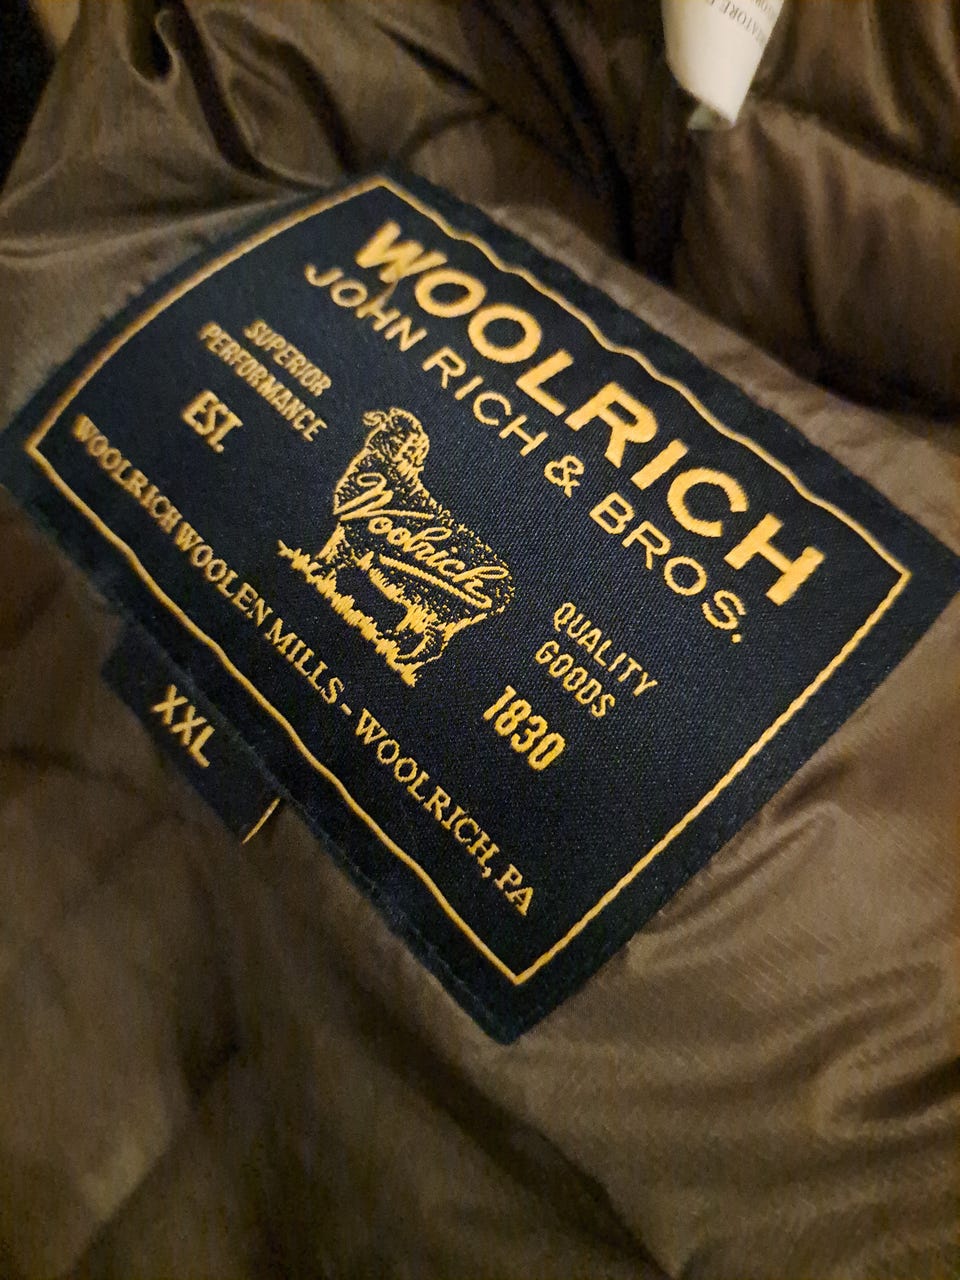 WOOLRICH
JOHN RICH & BROS.
SUPERIOR
PERFORMANCE
EST.
Woolrich
QUALITY
GOODS
1830
WOOLRICH WOOLEN MILLS - WOOLRICH, PA
XXL